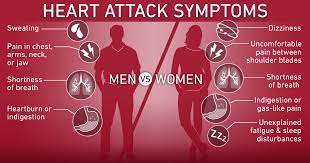 HEART ATTACK SYMPTOMS
Sweating
Pain in chest,
arms, neck,
or jaw
Shortness
of breath
Heartburn or
indigestion
MEN VS WOMEN
Dizziness
Uncomfortable
pain between
shoulder blades
Shortness
of breath
Indigestion or
gas-like pain
Unexplained
fatigue & sleep
disturbances
ZZZ